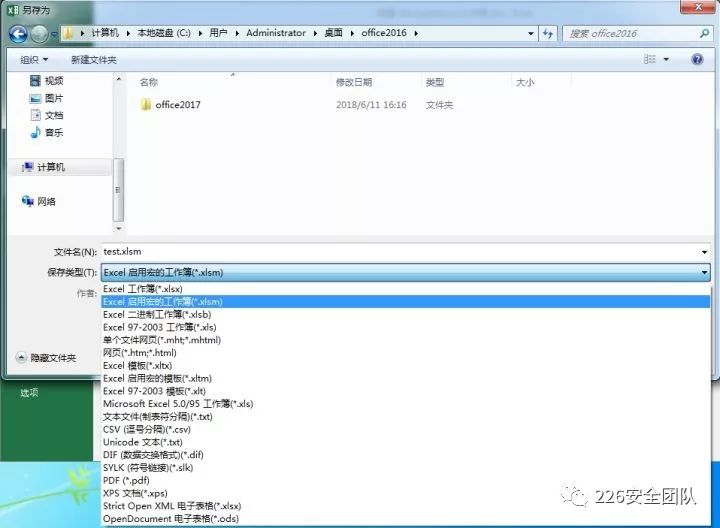 另存为
计算机 本地磁盘 (C:) 用户 Administrator 桌面 office2016
搜索 office2016
组织 新建文件夹
名称 修改日期 类型 大小
视频
图片
文档
音乐
计算机
网络
office2017 2018/6/11 16:16 文件夹
文件名(N): test.xlsm
保存类型(T): Excel 启用宏的工作簿(*.xlsm)
作者:
Excel 工作簿(*.xlsx)
Excel 启用宏的工作簿(*.xlsm)
Excel 二进制工作簿(*.xlsb)
Excel 97-2003 工作簿(*.xls)
单个文件网页(*.mht;*.mhtml)
网页(*.htm;*.html)
Excel 模板(*.xltx)
Excel 启用宏的模板(*.xltm)
Excel 97-2003 模板(*.xlt)
Microsoft Excel 5.0/95 工作簿(*.xls)
文本文件(制表符分隔)(*.txt)
CSV (逗号分隔)(*.csv)
Unicode 文本(*.txt)
DIF (数据交换格式)(*.dif)
SYLK (符号链接)(*.slk)
PDF (*.pdf)
XPS 文档(*.xps)
Strict Open XML 电子表格(*.xlsx)
OpenDocument 电子表格(*.ods)
隐藏文件夹
选项
226安全团队